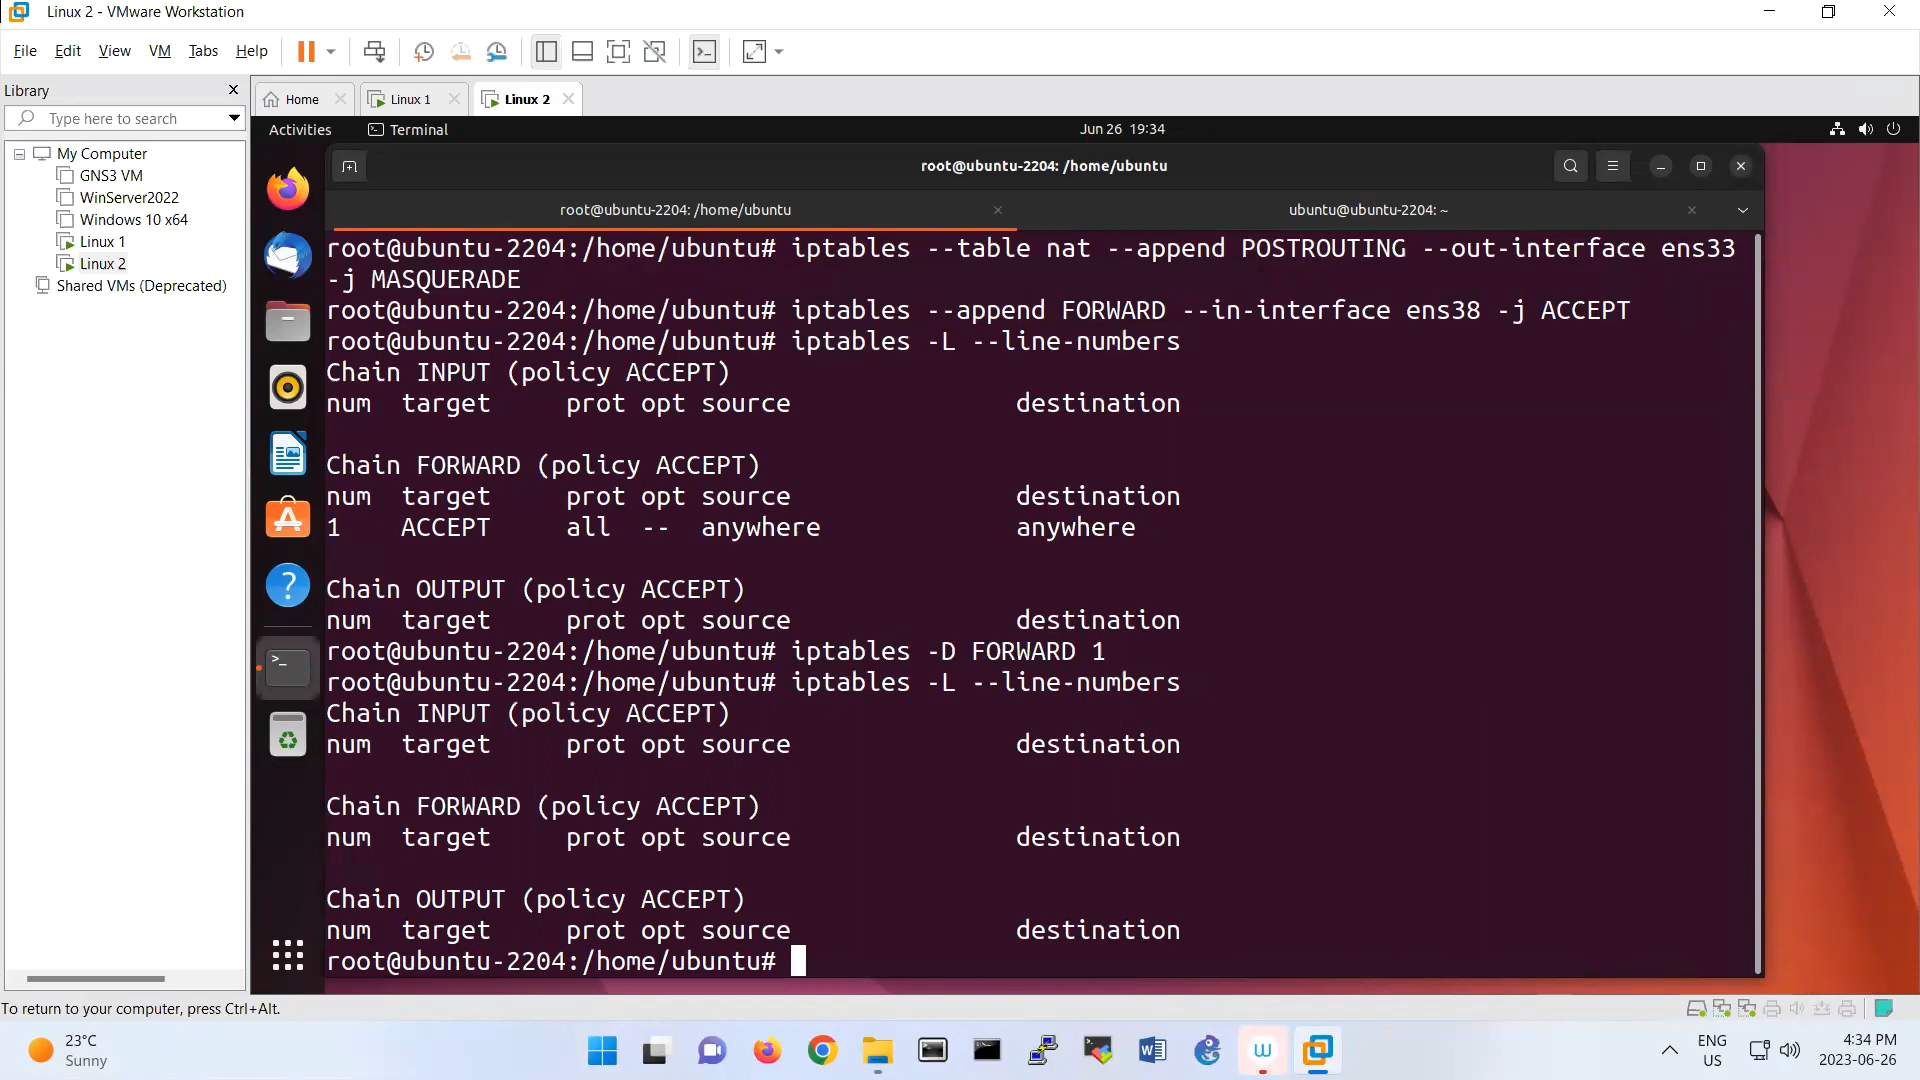 Linux 2 - VMware Workstation
File Edit View VM Tabs Help
Library
Type here to search
My Computer
GNS3 VM
WinServer2022
Windows 10 x64
Linux 1
Linux 2
Shared VMs (Deprecated)
Home Linux 1 Linux 2
Activities Terminal Jun 26 19:34
root@ubuntu-2204: /home/ubuntu
root@ubuntu-2204: /home/ubuntu ubuntu@ubuntu-2204: ~
root@ubuntu-2204:/home/ubuntu# iptables --table nat --append POSTROUTING --out-interface ens33
-j MASQUERADE
root@ubuntu-2204:/home/ubuntu# iptables --append FORWARD --in-interface ens38 -j ACCEPT
root@ubuntu-2204:/home/ubuntu# iptables -L --line-numbers
Chain INPUT (policy ACCEPT)
num target prot opt source destination
Chain FORWARD (policy ACCEPT)
num target prot opt source destination
1 ACCEPT all -- anywhere anywhere
Chain OUTPUT (policy ACCEPT)
num target prot opt source destination
root@ubuntu-2204:/home/ubuntu# iptables -D FORWARD 1
root@ubuntu-2204:/home/ubuntu# iptables -L --line-numbers
Chain INPUT (policy ACCEPT)
num target prot opt source destination
Chain FORWARD (policy ACCEPT)
num target prot opt source destination
Chain OUTPUT (policy ACCEPT)
num target prot opt source destination
root@ubuntu-2204:/home/ubuntu#
To return to your computer, press Ctrl+Alt.
23°C
Sunny
ENG
US
4:34 PM
2023-06-26